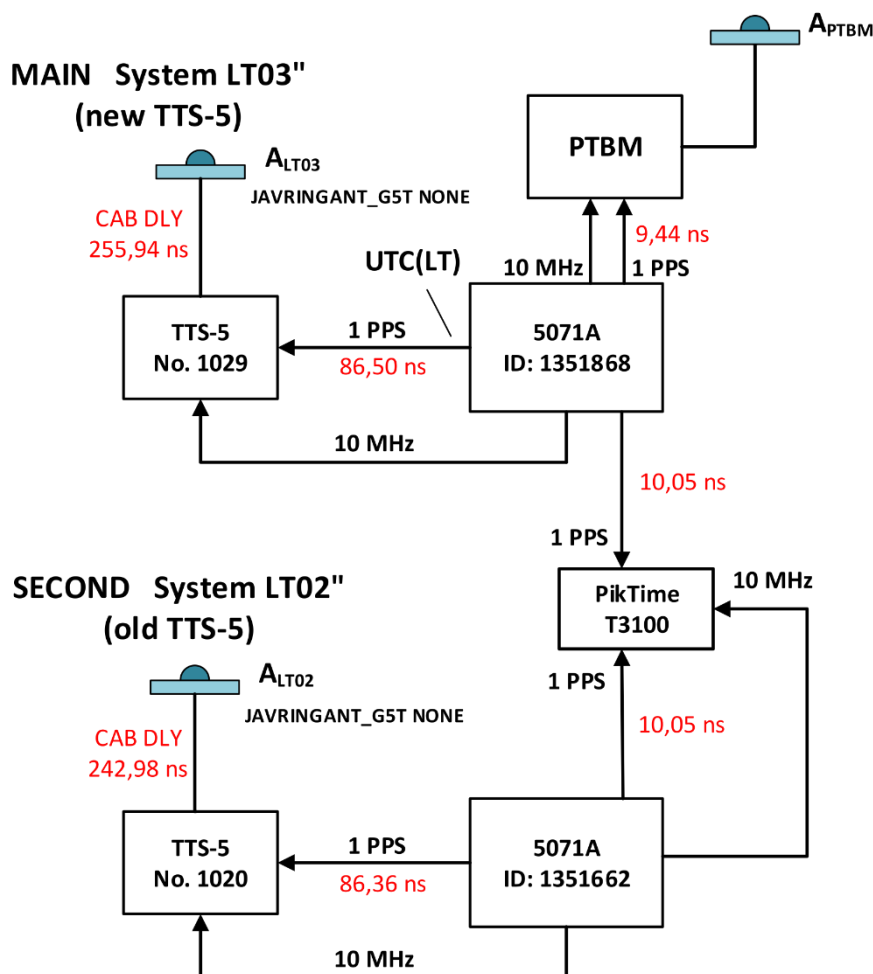 A_PTBM
MAIN System LT03"
(new TTS-5)
PTBM
A_LT03
JAVRINGANT_G5T NONE
CAB DLY
255,94 ns
9,44 ns
UTC(LT)
10 MHz
1 PPS
TTS-5
No. 1029
1 PPS
86,50 ns
5071A
ID: 1351868
10 MHz
10,05 ns
1 PPS
SECOND System LT02"
(old TTS-5)
PikTime
T3100
10 MHz
A_LT02
JAVRINGANT_G5T NONE
1 PPS
10,05 ns
CAB DLY
242,98 ns
TTS-5
No. 1020
1 PPS
86,36 ns
5071A
ID: 1351662
10 MHz